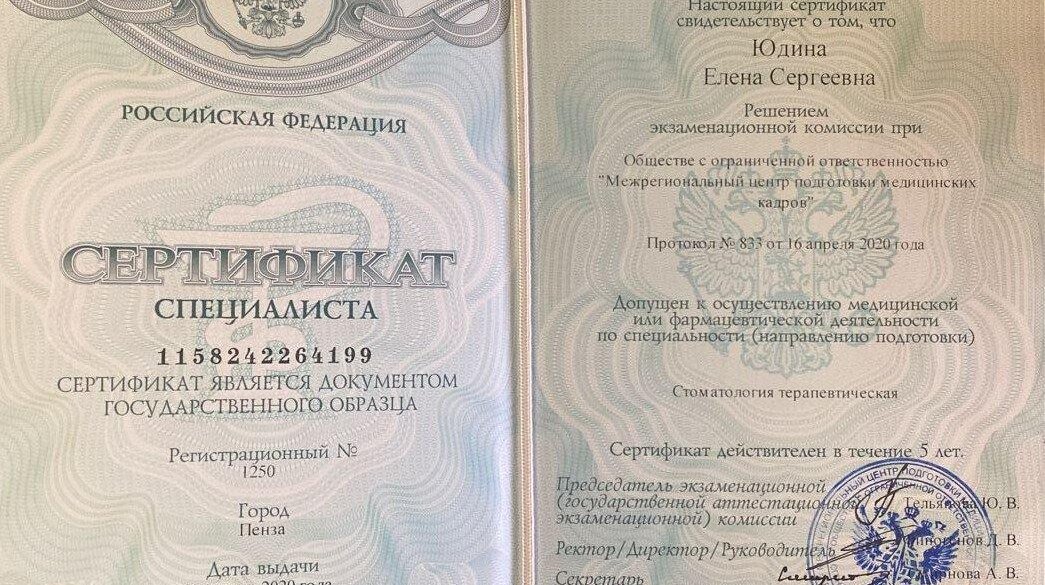 РОССИЙСКАЯ ФЕДЕРАЦИЯ
СЕРТИФИКАТ
СПЕЦИАЛИСТА
1158242264199
СЕРТИФИКАТ ЯВЛЯЕТСЯ ДОКУМЕНТОМ
ГОСУДАРСТВЕННОГО ОБРАЗЦА
Регистрационный №
1250
Город
Пенза
Дата выдачи
2020 года
Настоящий сертификат
свидетельствует о том, что
Юдина
Елена Сергеевна
Решением
экзаменационной комиссии при
Обществе с ограниченной ответственностью
"Межрегиональный центр подготовки медицинских
кадров"
Протокол № 833 от 16 апреля 2020 года
Допущен к осуществлению медицинской
или фармацевтической деятельности
по специальности (направлению подготовки)
Стоматология терапевтическая
Сертификат действителен в течение 5 лет.
Председатель экзаменационной
(государственной аттестационной
экзаменационной) комиссии
Ю. В.
Ректор/Директор/Руководитель
Д. В.
Секретарь
А. В.